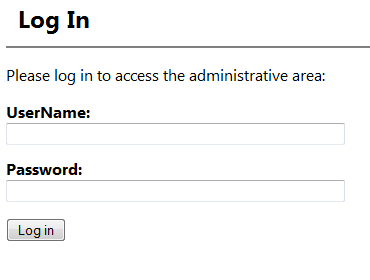 Log In
Please log in to access the administrative area:
UserName:
Password:
Log in